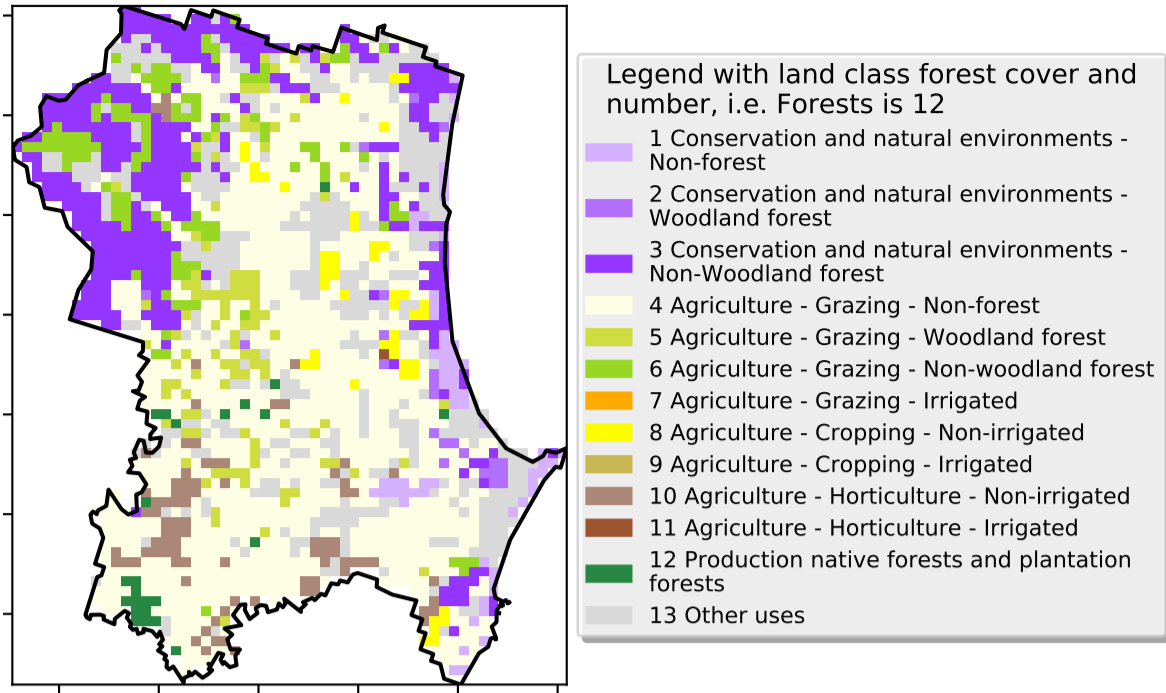 Legend with land class forest cover and
number, i.e. Forests is 12
1 Conservation and natural environments -
Non-forest
2 Conservation and natural environments -
Woodland forest
3 Conservation and natural environments -
Non-Woodland forest
4 Agriculture - Grazing - Non-forest
5 Agriculture - Grazing - Woodland forest
6 Agriculture - Grazing - Non-woodland forest
7 Agriculture - Grazing - Irrigated
8 Agriculture - Cropping - Non-irrigated
9 Agriculture - Cropping - Irrigated
10 Agriculture - Horticulture - Non-irrigated
11 Agriculture - Horticulture - Irrigated
12 Production native forests and plantation
forests
13 Other uses